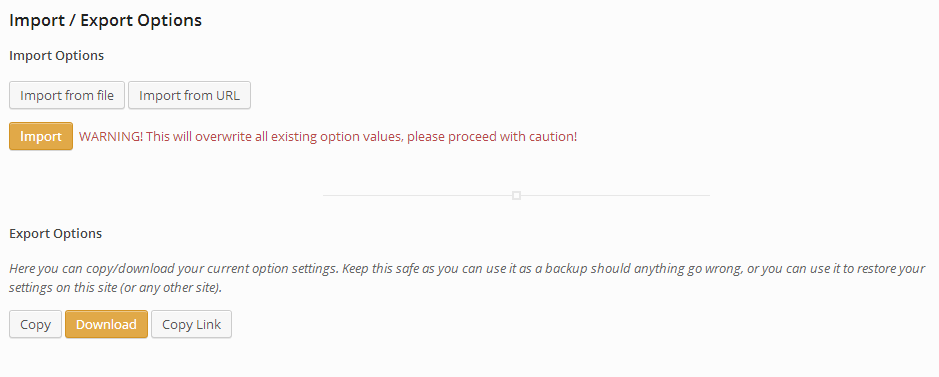 Import / Export Options
Import Options
Import from file Import from URL
Import WARNING! This will overwrite all existing option values, please proceed with caution!
Export Options
Here you can copy/download your current option settings. Keep this safe as you can use it as a backup should anything go wrong, or you can use it to restore your
settings on this site (or any other site).
Copy Download Copy Link